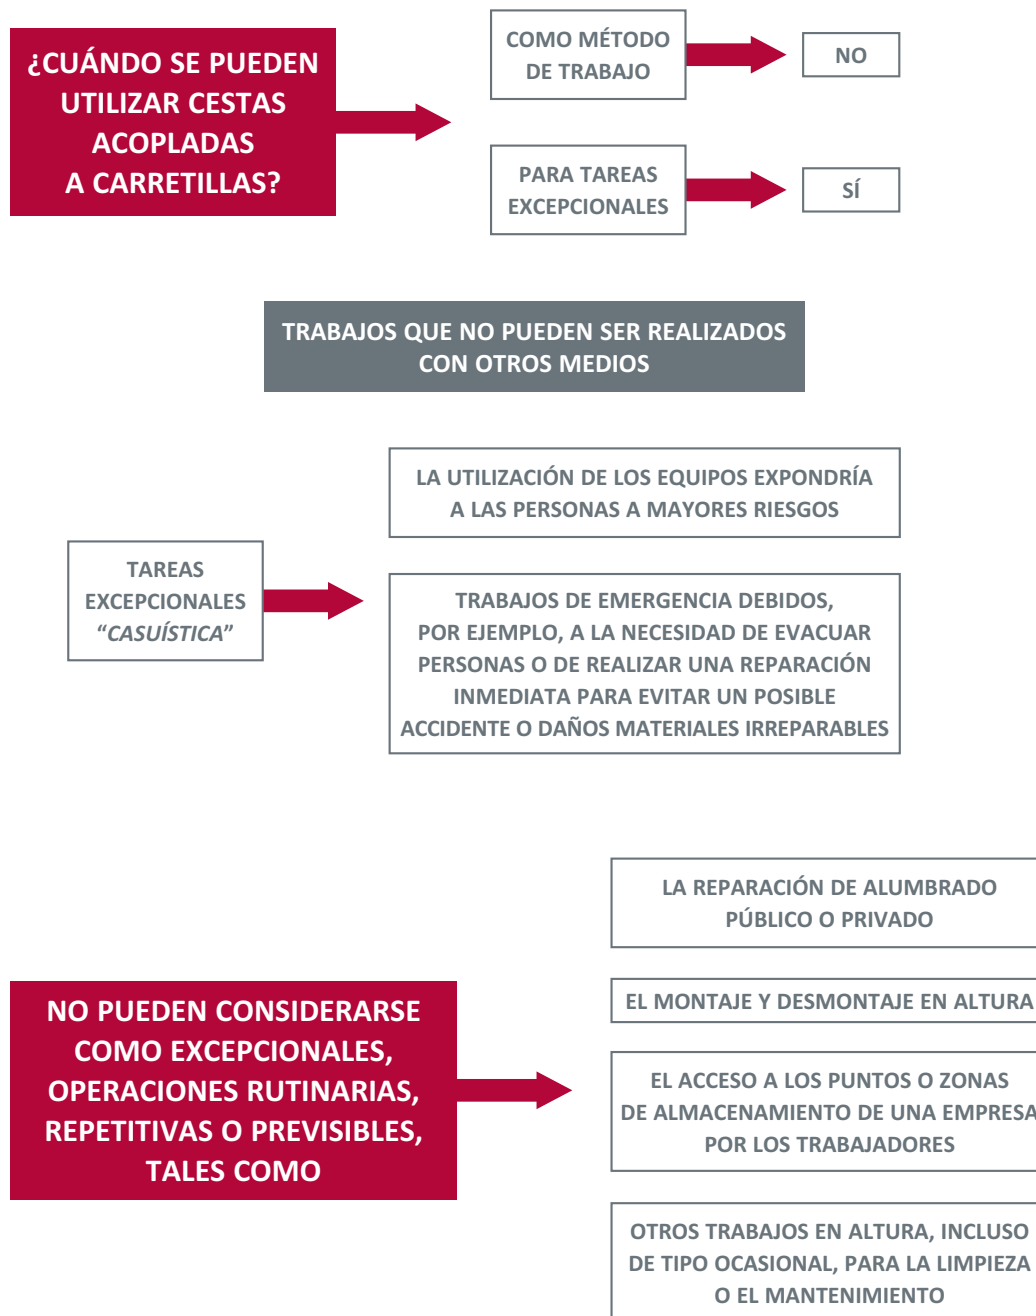 ¿CUÁNDO SE PUEDEN
UTILIZAR CESTAS
ACOPLADAS
A CARRETILLAS?
COMO MÉTODO
DE TRABAJO
NO
PARA TAREAS
EXCEPCIONALES
SÍ
TRABAJOS QUE NO PUEDEN SER REALIZADOS
CON OTROS MEDIOS
TAREAS
EXCEPCIONALES
“CASUÍSTICA”
LA UTILIZACIÓN DE LOS EQUIPOS EXPONDRÍA
A LAS PERSONAS A MAYORES RIESGOS
TRABAJOS DE EMERGENCIA DEBIDOS,
POR EJEMPLO, A LA NECESIDAD DE EVACUAR
PERSONAS O DE REALIZAR UNA REPARACIÓN
INMEDIATA PARA EVITAR UN POSIBLE
ACCIDENTE O DAÑOS MATERIALES IRREPARABLES
NO PUEDEN CONSIDERARSE
COMO EXCEPCIONALES,
OPERACIONES RUTINARIAS,
REPETITIVAS O PREVISIBLES,
TALES COMO
LA REPARACIÓN DE ALUMBRADO
PÚBLICO O PRIVADO
EL MONTAJE Y DESMONTAJE EN ALTURA
EL ACCESO A LOS PUNTOS O ZONAS
DE ALMACENAMIENTO DE UNA EMPRESA
POR LOS TRABAJADORES
OTROS TRABAJOS EN ALTURA, INCLUSO
DE TIPO OCASIONAL, PARA LA LIMPIEZA
O EL MANTENIMIENTO